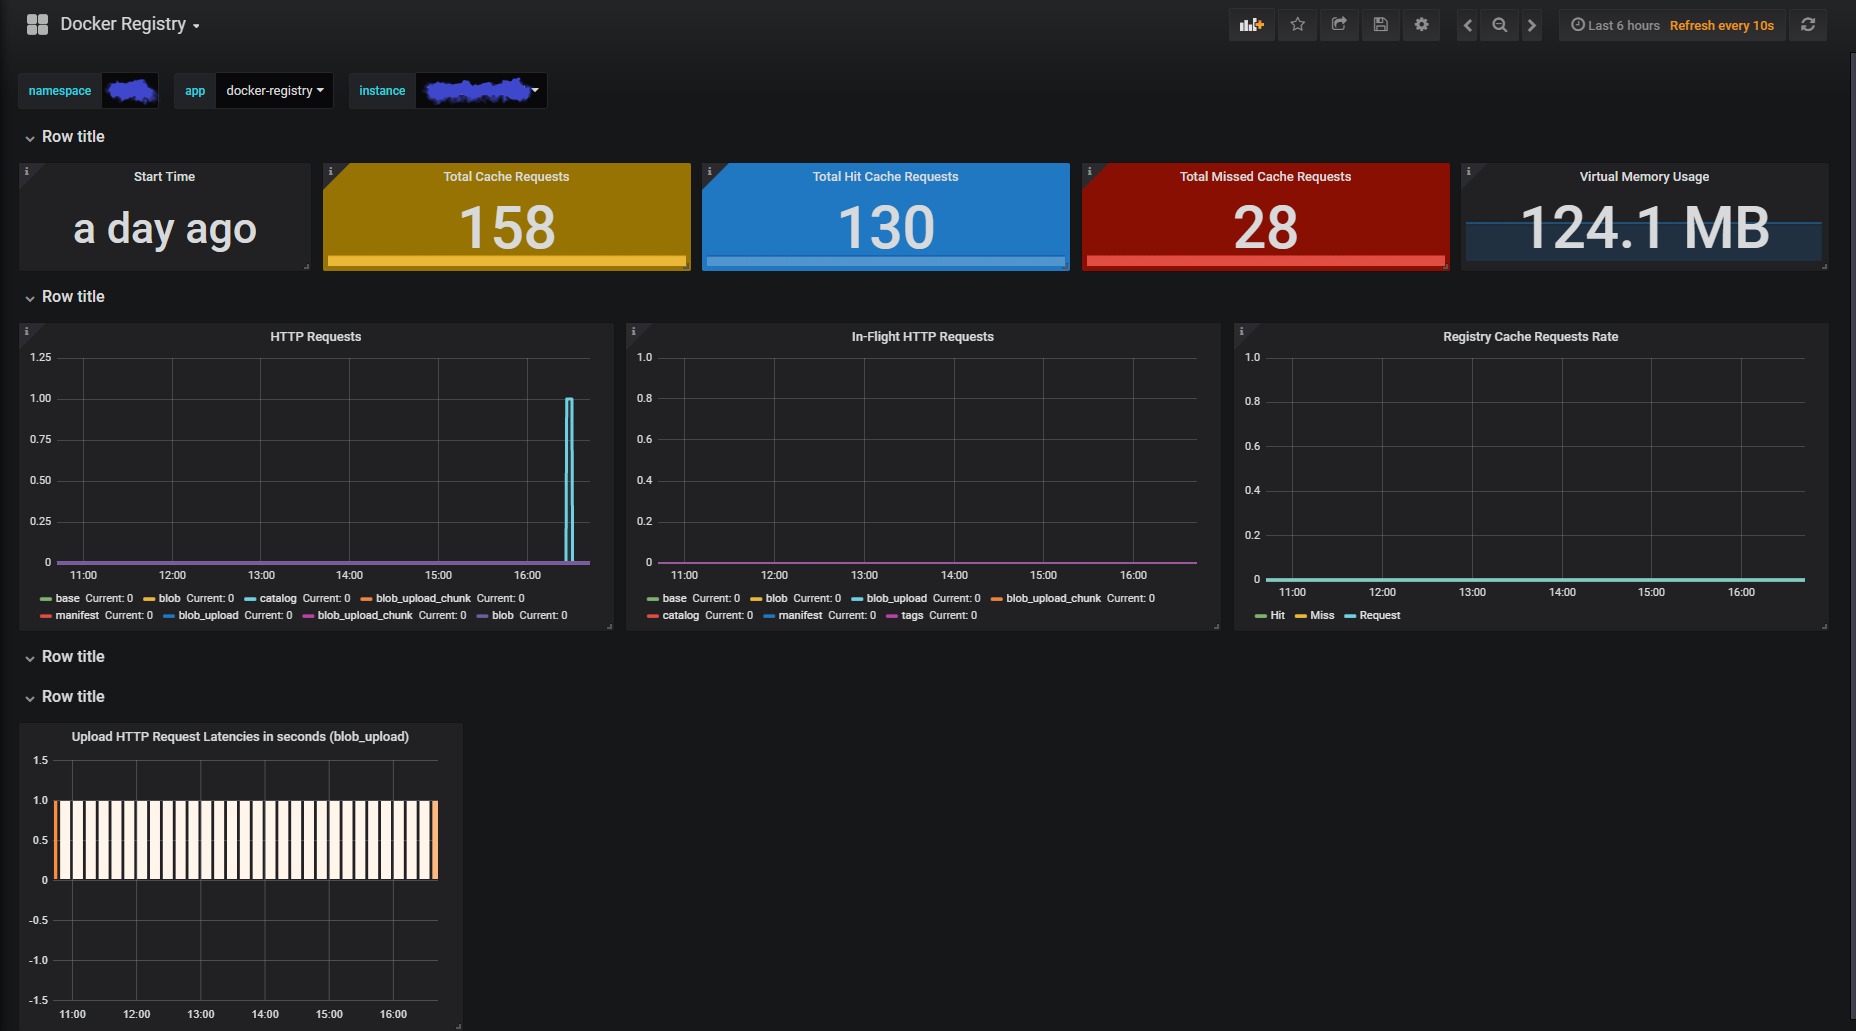 Docker Registry
Last 6 hours Refresh every 10s
namespace app docker-registry instance
Row title
Start Time
a day ago
Total Cache Requests
158
Total Hit Cache Requests
130
Total Missed Cache Requests
28
Virtual Memory Usage
124.1 MB
Row title
HTTP Requests
1.25
1.00
0.75
0.50
0.25
0
11:00 12:00 13:00 14:00 15:00 16:00
base Current: 0 blob Current: 0 catalog Current: 0 blob_upload_chunk Current: 0
manifest Current: 0 blob_upload Current: 0 blob_upload_chunk Current: 0 blob Current: 0
In-Flight HTTP Requests
1.0
0.8
0.6
0.4
0.2
0
11:00 12:00 13:00 14:00 15:00 16:00
base Current: 0 blob Current: 0 blob_upload Current: 0 blob_upload_chunk Current: 0
catalog Current: 0 manifest Current: 0 tags Current: 0
Registry Cache Requests Rate
1.0
0.8
0.6
0.4
0.2
0
11:00 12:00 13:00 14:00 15:00 16:00
Hit Miss Request
Row title
Row title
Upload HTTP Request Latencies in seconds (blob_upload)
1.5
1.0
0.5
0
-0.5
-1.0
-1.5
11:00 12:00 13:00 14:00 15:00 16:00